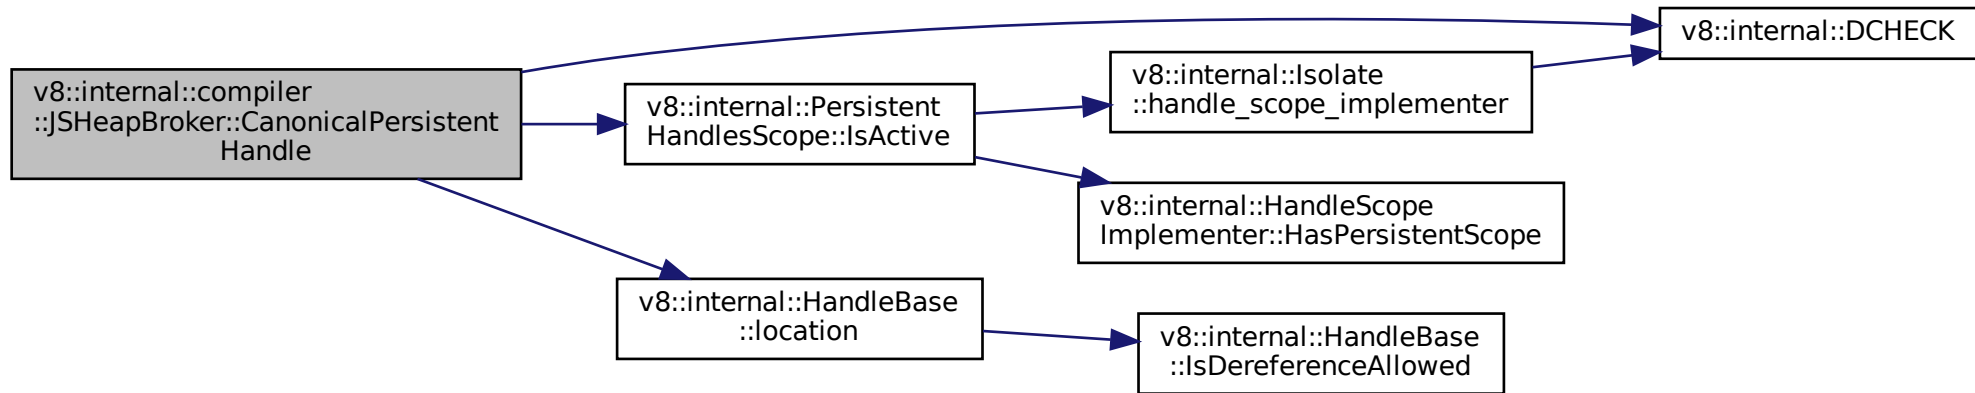 v8::internal::compiler
::JSHeapBroker::CanonicalPersistent
Handle
v8::internal::Persistent
HandlesScope::IsActive
v8::internal::HandleBase
::location
v8::internal::Isolate
::handle_scope_implementer
v8::internal::HandleScope
Implementer::HasPersistentScope
v8::internal::HandleBase
::IsDereferenceAllowed
v8::internal::DCHECK